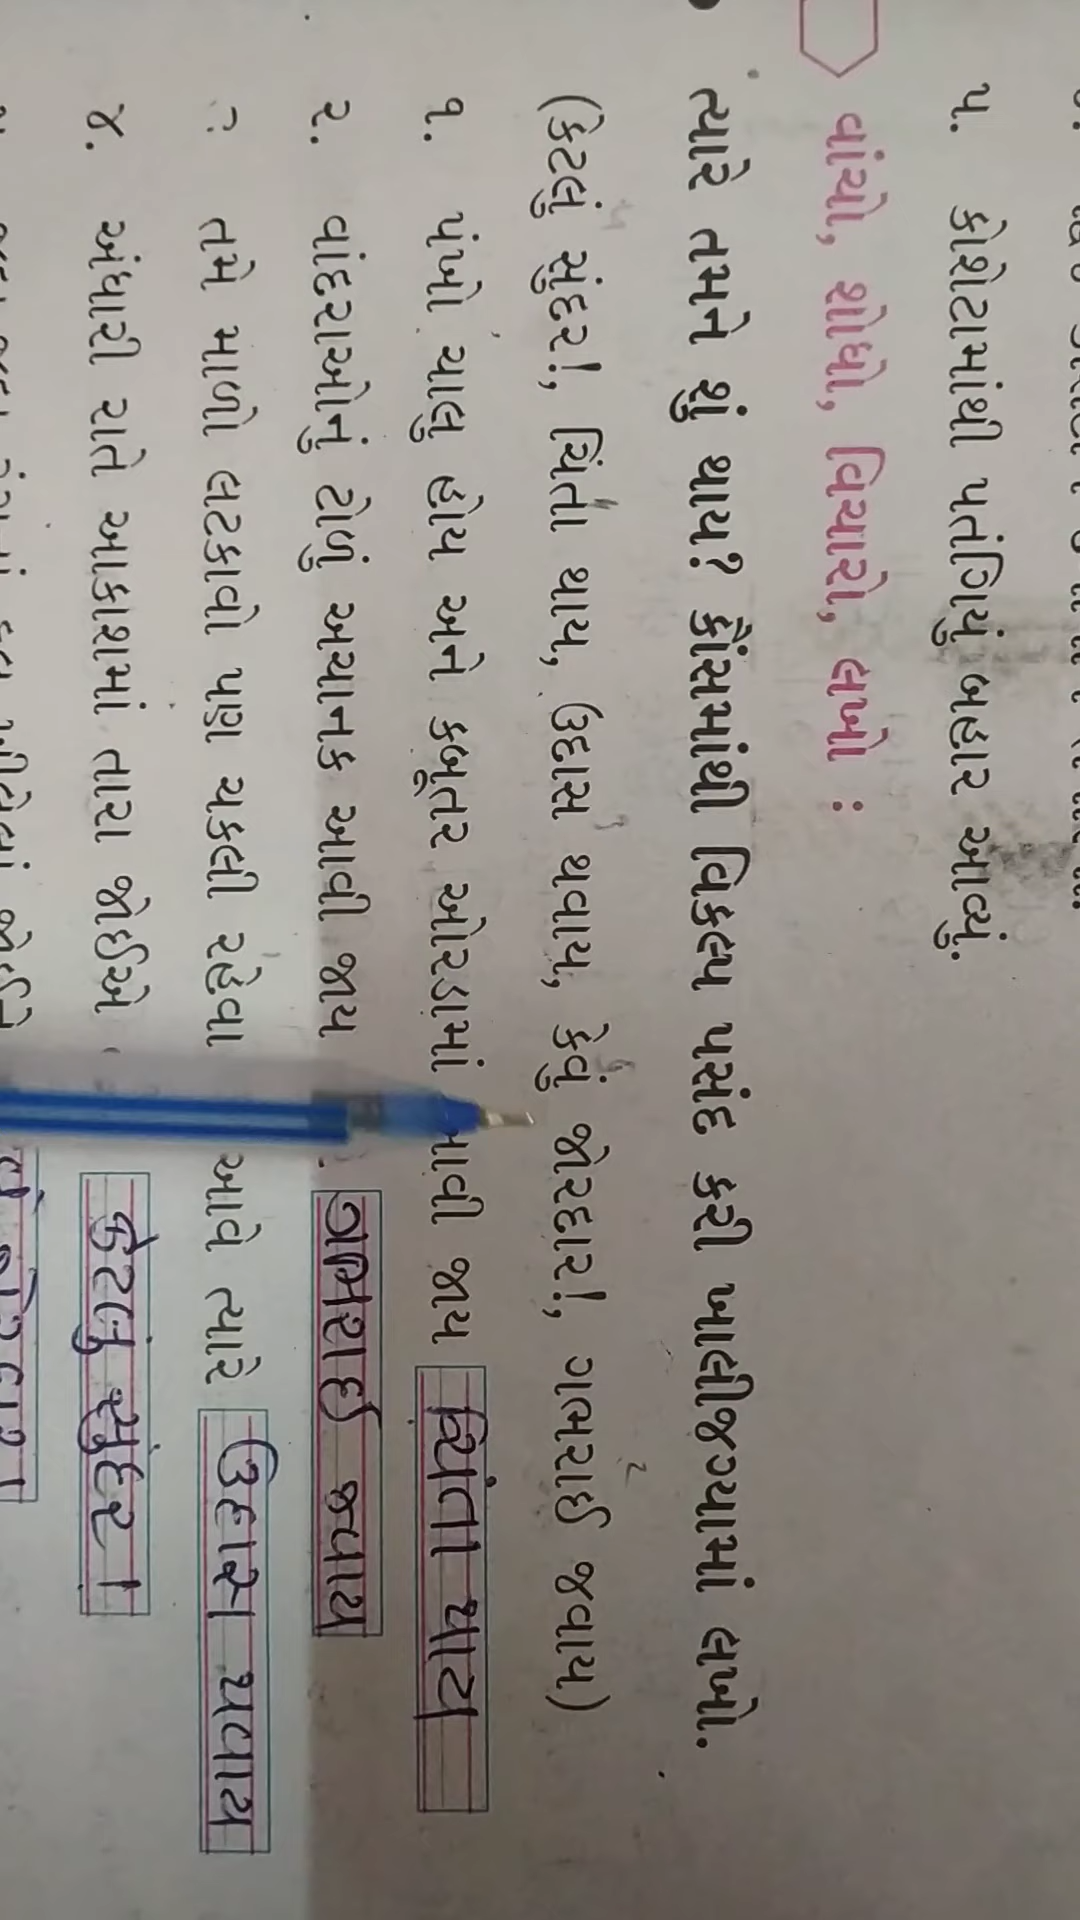 ૫. કોશેટામાંથી પતંગિયું બહાર આવ્યું.
વાંચો, શોધો, વિચારો, લખો :
ત્યારે તમને શું થાય? કૌંસમાંથી વિકલ્પ પસંદ કરી ખાલી જગ્યામાં લખો.
(કેટલું સુંદર!, ચિંતા થાય, ઉદાસ થવાય, કેવું જોરદાર!, ગભરાઈ જવાય)
૧. પંખો ચાલુ હોય અને કબૂતર ઓરડામાં આવી જાય ચિંતા થાય
૨. વાંદરાઓનું ટોળું અચાનક આવી જાય ગભરાઈ જવાય
તમે માળો લટકાવો પણ ચકલી રહેવા આવે ત્યારે ઉદાસ થવાય
૪. અંધારી રાતે આકાશમાં તારા જોઈએ કેટલું સુંદર !